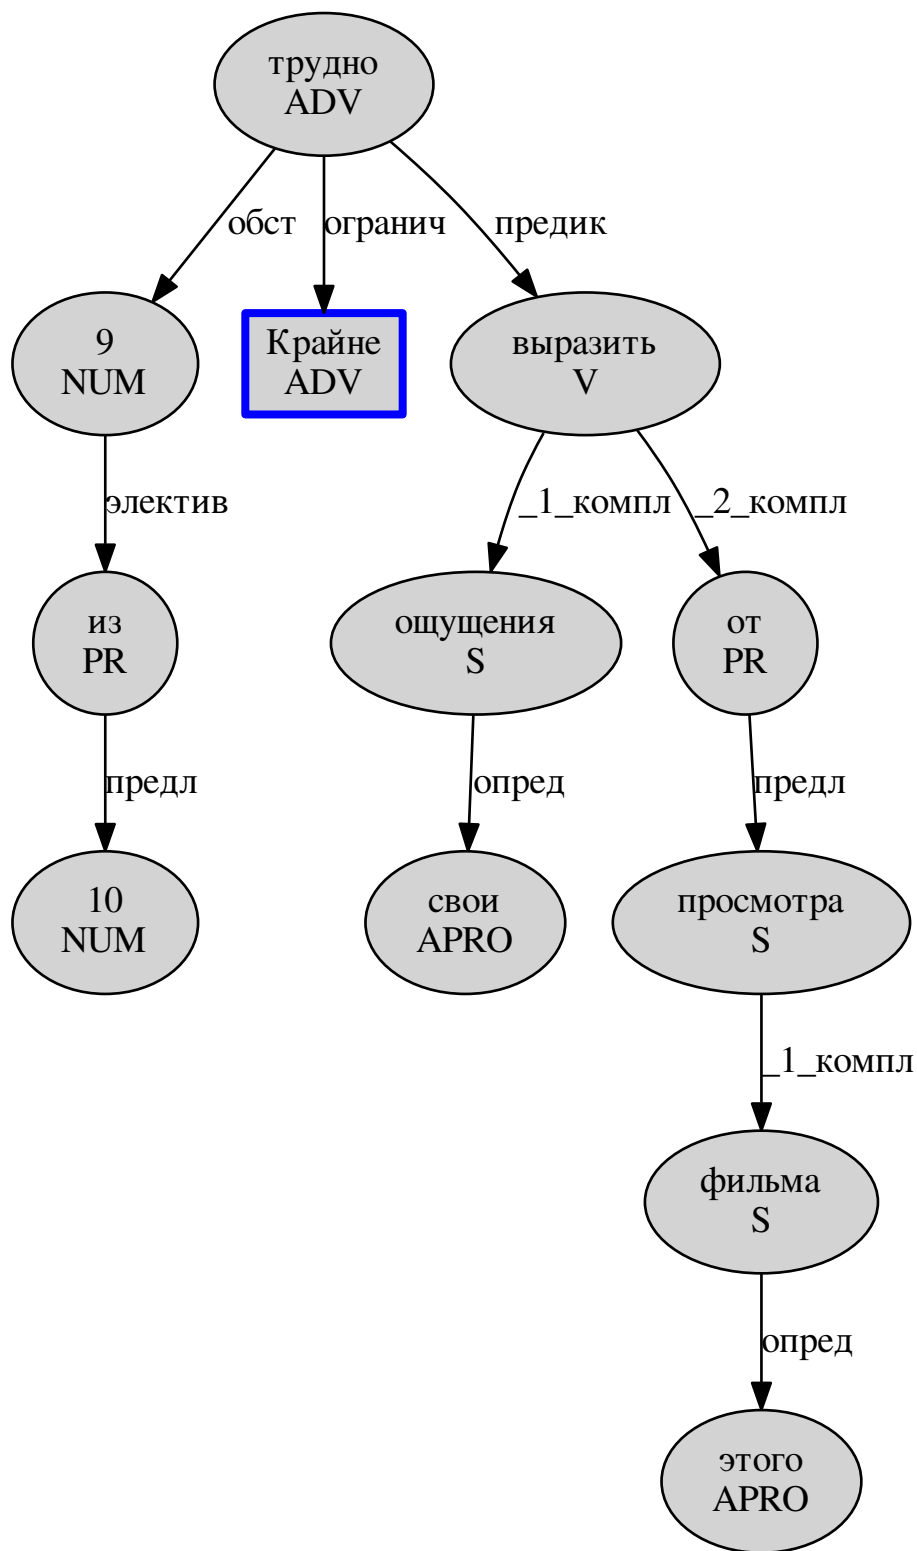 трудно
ADV
обст
огранич
предик
9
NUM
Крайне
ADV
выразить
V
электив
_1_компл
_2_компл
из
PR
ощущения
S
от
PR
предл
опред
предл
10
NUM
свои
APRO
просмотра
S
_1_компл
фильма
S
опред
этого
APRO